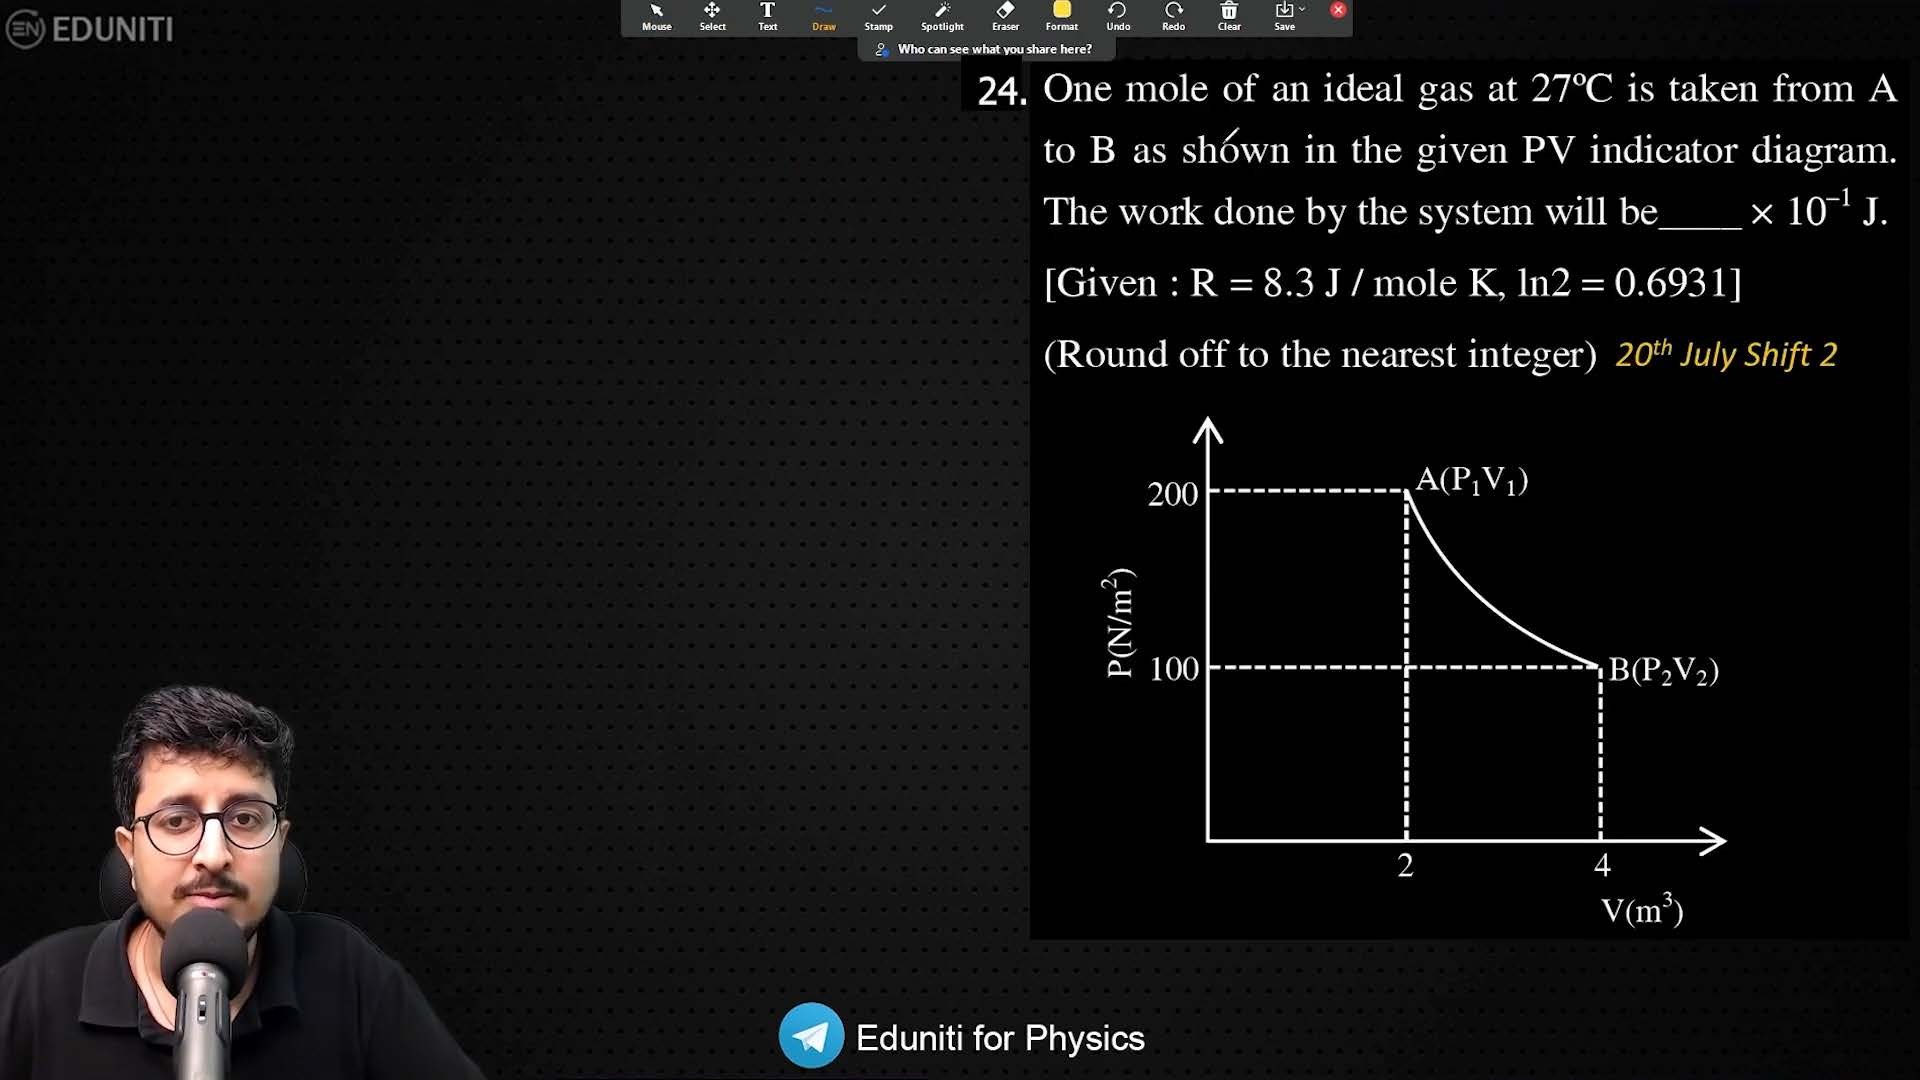 EN EDUNITI
Mouse Select Text Draw Stamp Spotlight Eraser Format Undo Redo Clear Save
Who can see what you share here?
24. One mole of an ideal gas at 27ºC is taken from A
to B as shown in the given PV indicator diagram.
The work done by the system will be____ × 10⁻¹ J.
[Given : R = 8.3 J / mole K, ln2 = 0.6931]
(Round off to the nearest integer) 20th July Shift 2
A(P₁V₁)
200
P(N/m²)
100
B(P₂V₂)
2 4
V(m³)
Eduniti for Physics